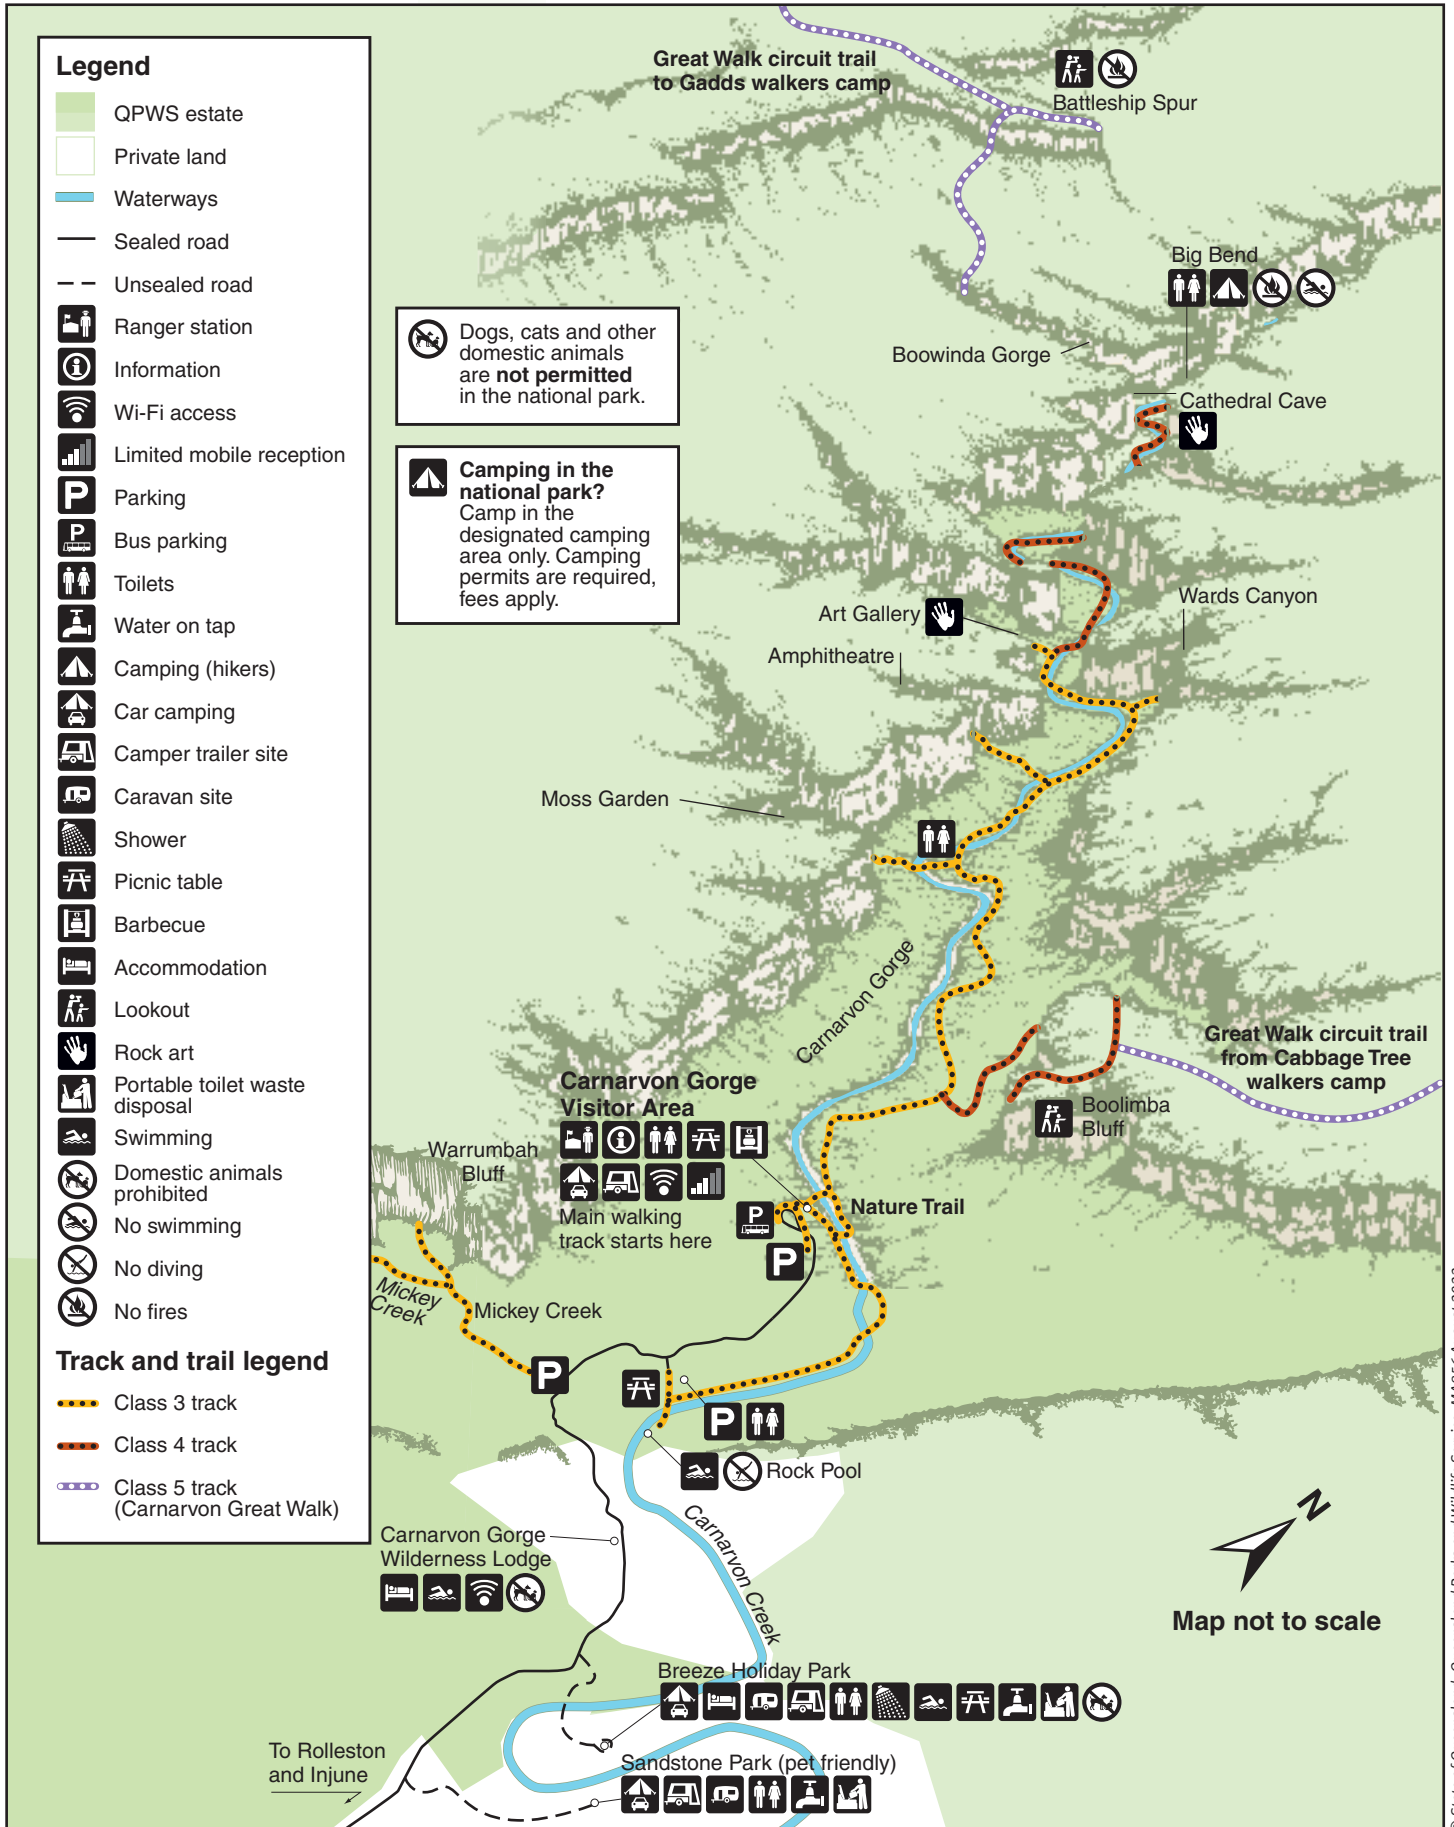 Legend
QPWS estate
Private land
Waterways
Sealed road
Unsealed road
Ranger station
Information
Wi-Fi access
Limited mobile reception
P
Parking
P
Bus parking
Toilets
Water on tap
Camping (hikers)
Car camping
Camper trailer site
Caravan site
Shower
Picnic table
Barbecue
Accommodation
Lookout
Rock art
Portable toilet waste
disposal
Swimming
Domestic animals
prohibited
No swimming
No diving
No fires
Track and trail legend
Class 3 track
Class 4 track
Class 5 track
(Carnarvon Great Walk)
Great Walk circuit trail
to Gadds walkers camp
Battleship Spur
Big Bend
Dogs, cats and other
domestic animals
are not permitted
in the national park.
Boowinda Gorge
Cathedral Cave
Camping in the
national park?
Camp in the
designated camping
area only. Camping
permits are required,
fees apply.
Wards Canyon
Art Gallery
Amphitheatre
Moss Garden
Carnarvon Gorge
Great Walk circuit trail
from Cabbage Tree
walkers camp
Carnarvon Gorge
Visitor Area
Boolimba
Bluff
Warrumbah
Bluff
Main walking
track starts here
P
P
Nature Trail
Mickey
Creek
Mickey Creek
P
P
Rock Pool
Carnarvon Gorge
Wilderness Lodge
Carnarvon Creek
N
Map not to scale
Breeze Holiday Park
To Rolleston
and Injune
Sandstone Park (pet friendly)